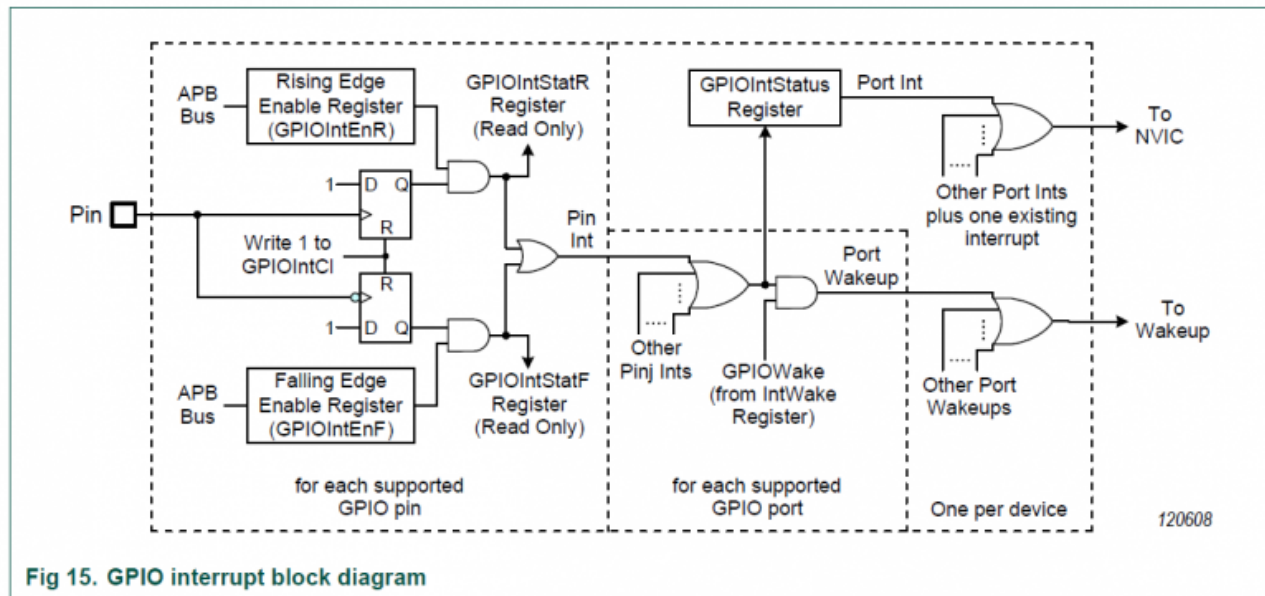 APB
Bus
Rising Edge
Enable Register
(GPIOIntEnR)
GPIOIntStatR
Register
(Read Only)
GPIOIntStatus
Register
Port Int
To
NVIC
Other Port Ints
plus one existing
interrupt
Pin
1
D Q
R
Write 1 to
GPIOIntCl
R
1
D Q
Pin
Int
Port
Wakeup
To
Wakeup
Other
Pinj Ints
GPIOWake
(from IntWake
Register)
Other Port
Wakeups
APB
Bus
Falling Edge
Enable Register
(GPIOIntEnF)
GPIOIntStatF
Register
(Read Only)
for each supported
GPIO pin
for each supported
GPIO port
One per device
120608
Fig 15. GPIO interrupt block diagram